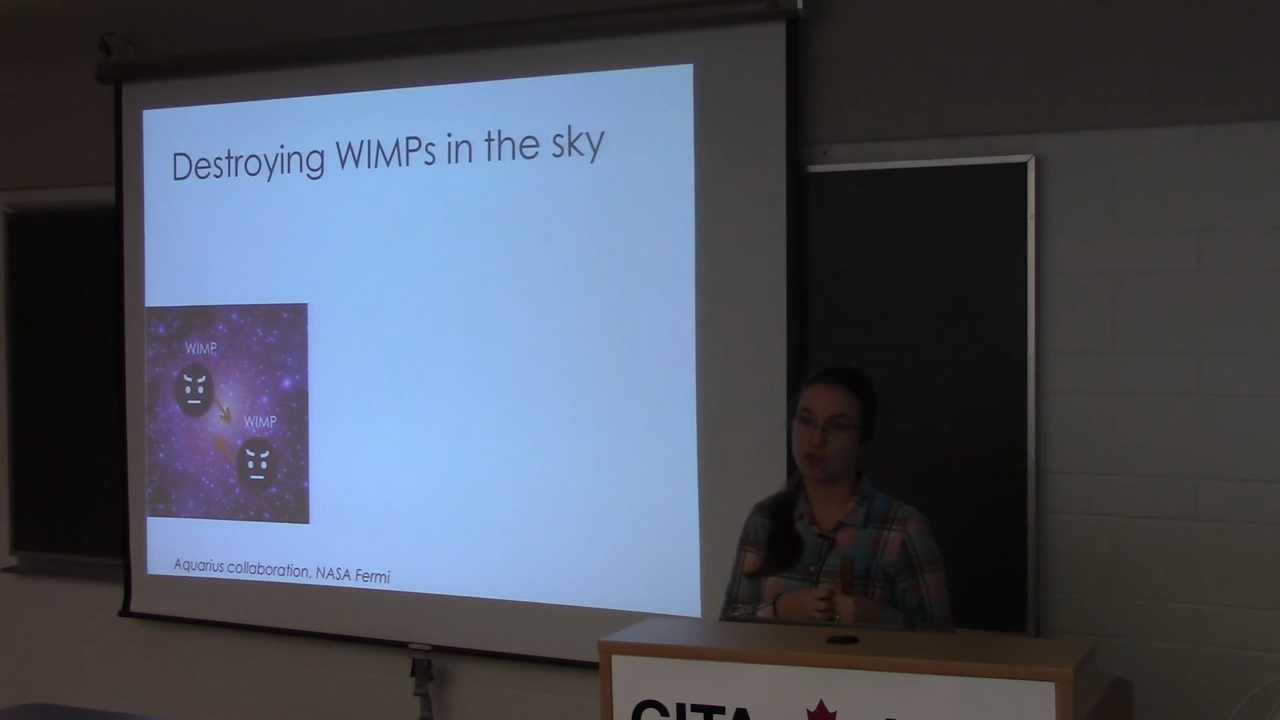 Destroying WIMPs in the sky
WIMP
WIMP
Aquarius collaboration, NASA Fermi
CITA